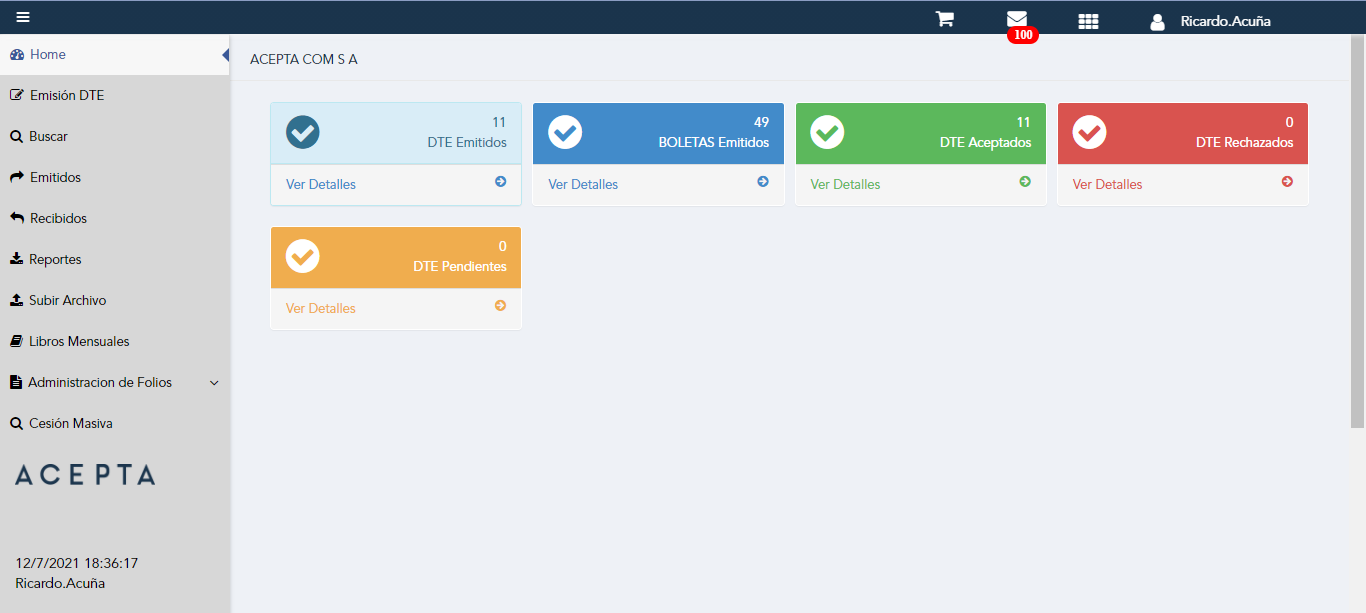 Ricardo.Acuña
100
Home
Emisión DTE
Buscar
Emitidos
Recibidos
Reportes
Subir Archivo
Libros Mensuales
Administracion de Folios
Cesión Masiva
ACEPTA
12/7/2021 18:36:17
Ricardo.Acuña
ACEPTA COM S A
11
DTE Emitidos
Ver Detalles
49
BOLETAS Emitidos
Ver Detalles
11
DTE Aceptados
Ver Detalles
0
DTE Rechazados
Ver Detalles
0
DTE Pendientes
Ver Detalles